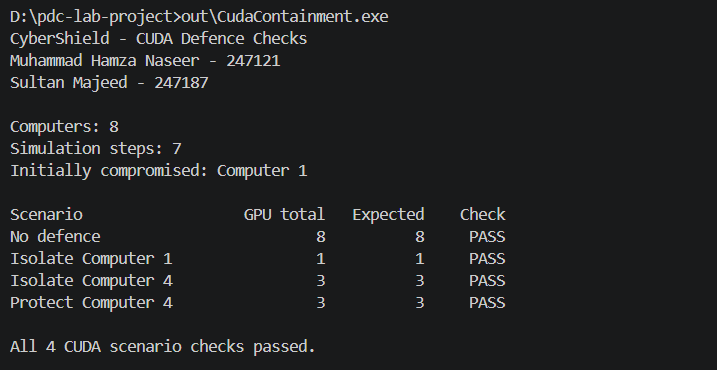 D:\pdc-lab-project>out\CudaContainment.exe
CyberShield - CUDA Defence Checks
Muhammad Hamza Naseer - 247121
Sultan Majeed - 247187
Computers: 8
Simulation steps: 7
Initially compromised: Computer 1
Scenario GPU total Expected Check
No defence 8 8 PASS
Isolate Computer 1 1 1 PASS
Isolate Computer 4 3 3 PASS
Protect Computer 4 3 3 PASS
All 4 CUDA scenario checks passed.